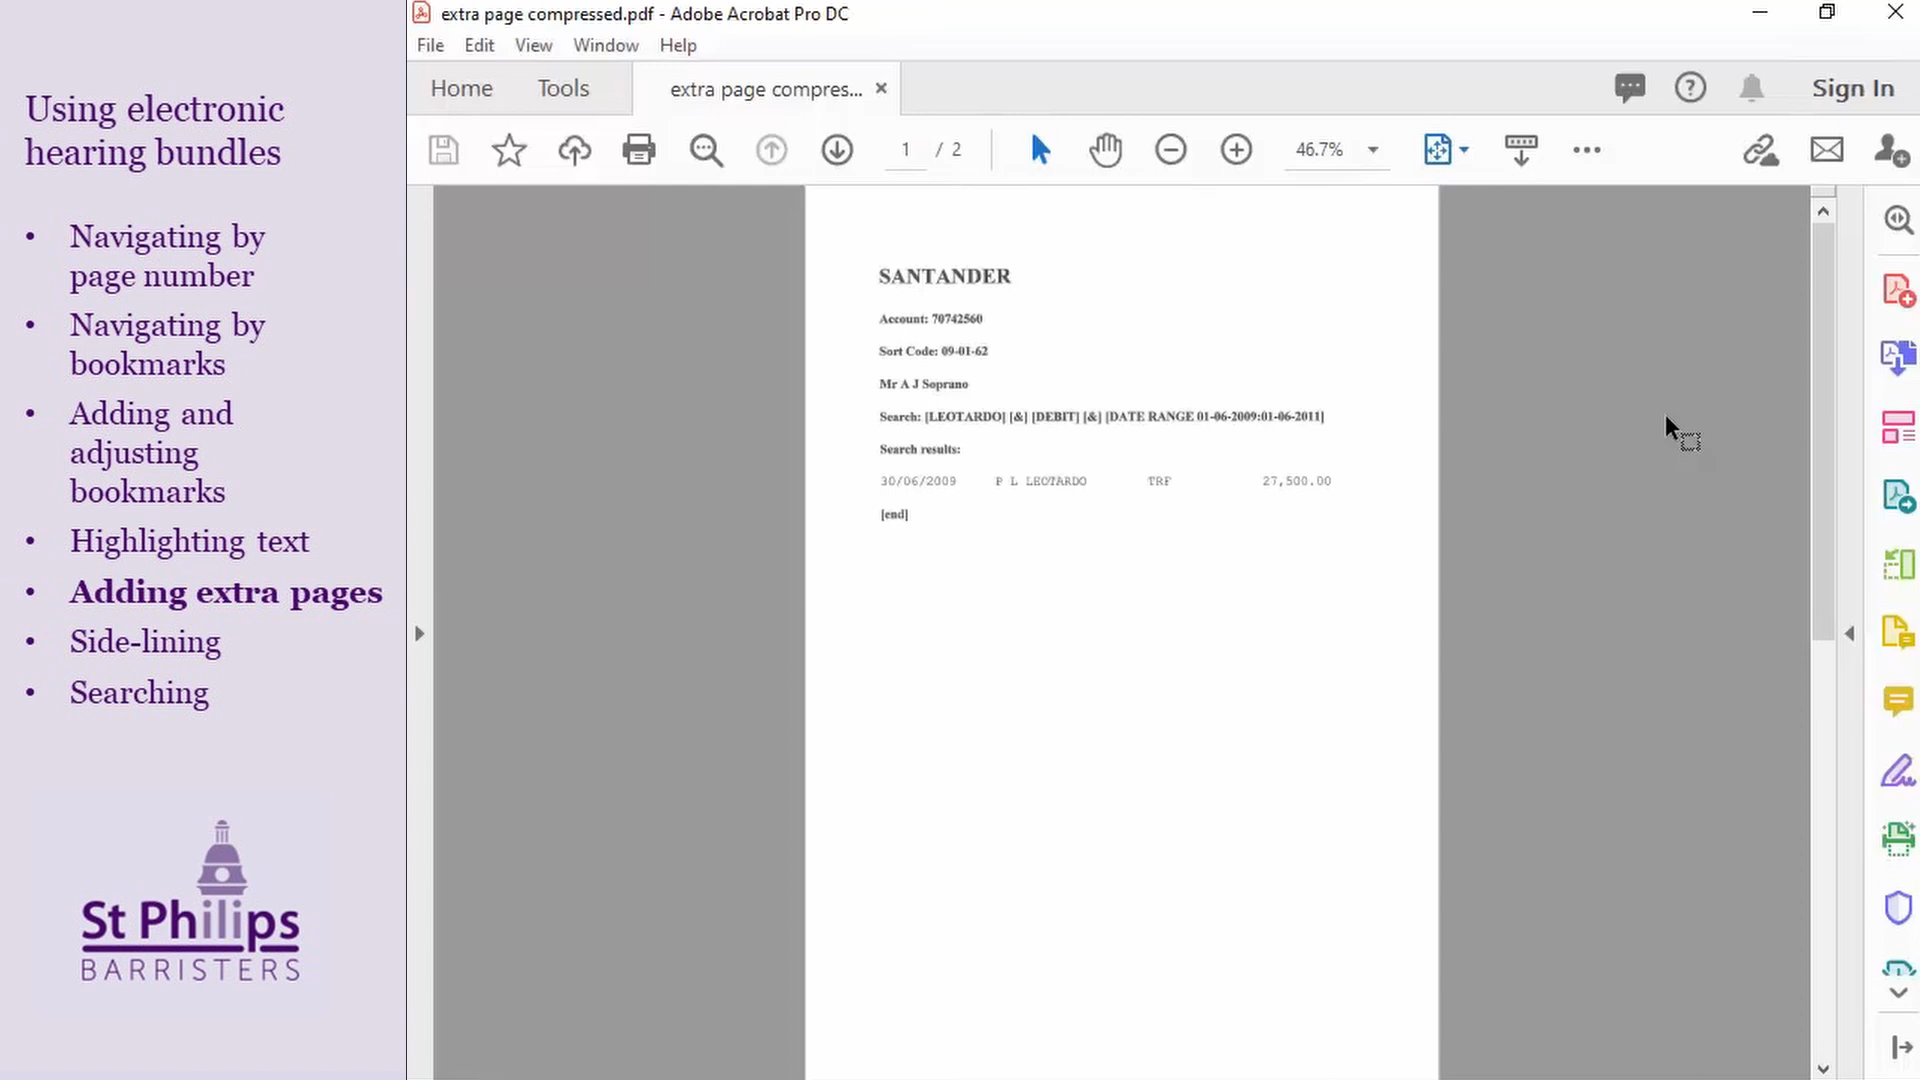 Using electronic
hearing bundles
• Navigating by
page number
• Navigating by
bookmarks
• Adding and
adjusting
bookmarks
• Highlighting text
• Adding extra pages
• Side-lining
• Searching
St Philips
BARRISTERS
extra page compressed.pdf - Adobe Acrobat Pro DC
File Edit View Window Help
Home Tools extra page compres... Sign In
1 / 2 46.7%
SANTANDER
Account: 70742560
Sort Code: 09-01-62
Mr A J Soprano
Search: [LEOTARDO] [&] [DEBIT] [&] [DATE RANGE 01-06-2009:01-06-2011]
Search results:
30/06/2009 P L LEOTARDO TRF 27,500.00
[end]